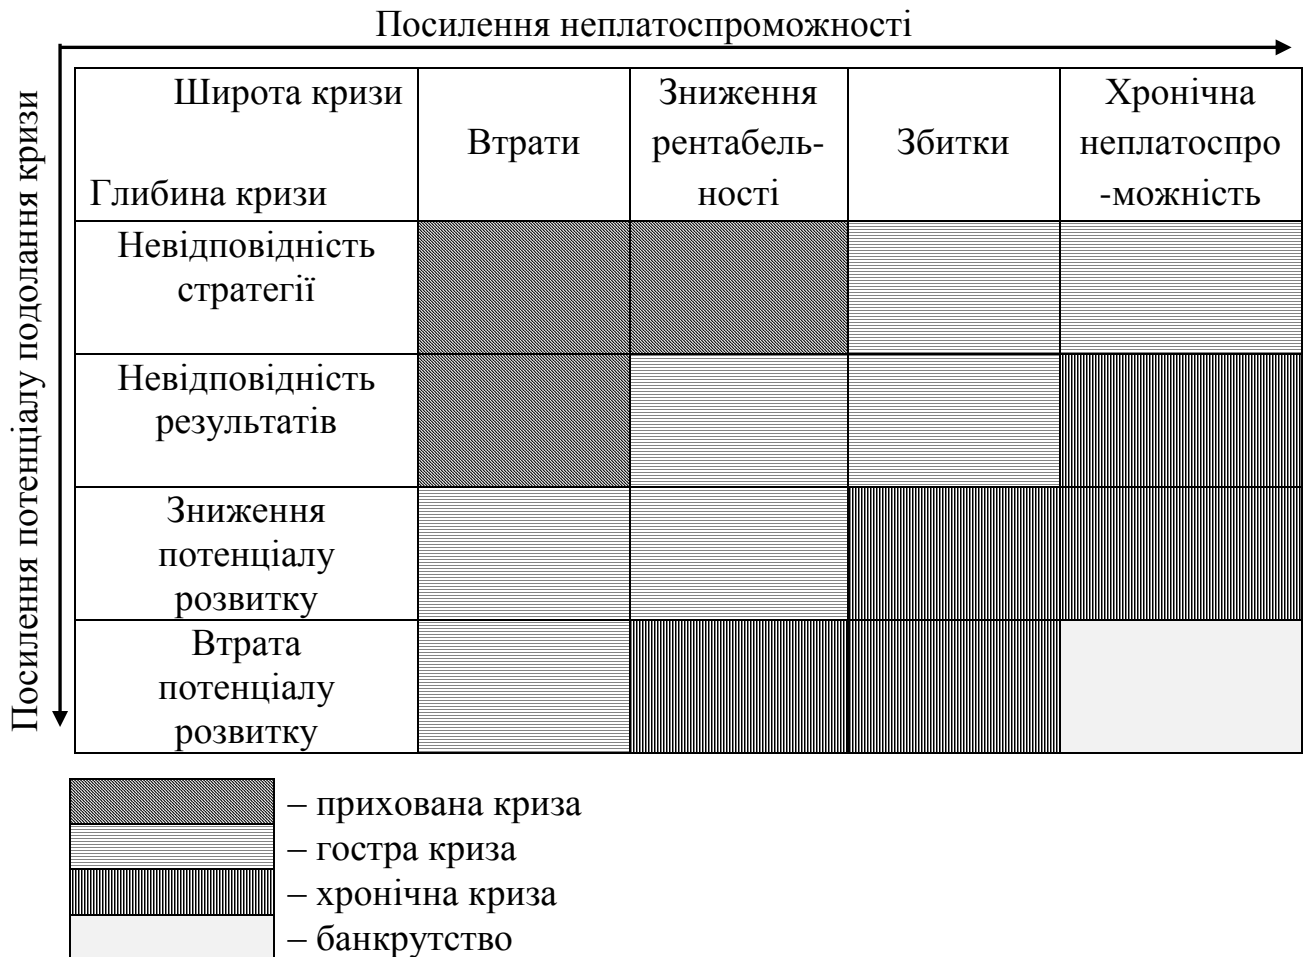 Посилення неплатоспроможності
Посилення потенціалу подолання кризи
Широта кризи
Глибина кризи
Втрати
Зниження
рентабель-
ності
Збитки
Хронічна
неплатоспро
-можність
Невідповідність
стратегії
Невідповідність
результатів
Зниження
потенціалу
розвитку
Втрата
потенціалу
розвитку
– прихована криза
– гостра криза
– хронічна криза
– банкрутство